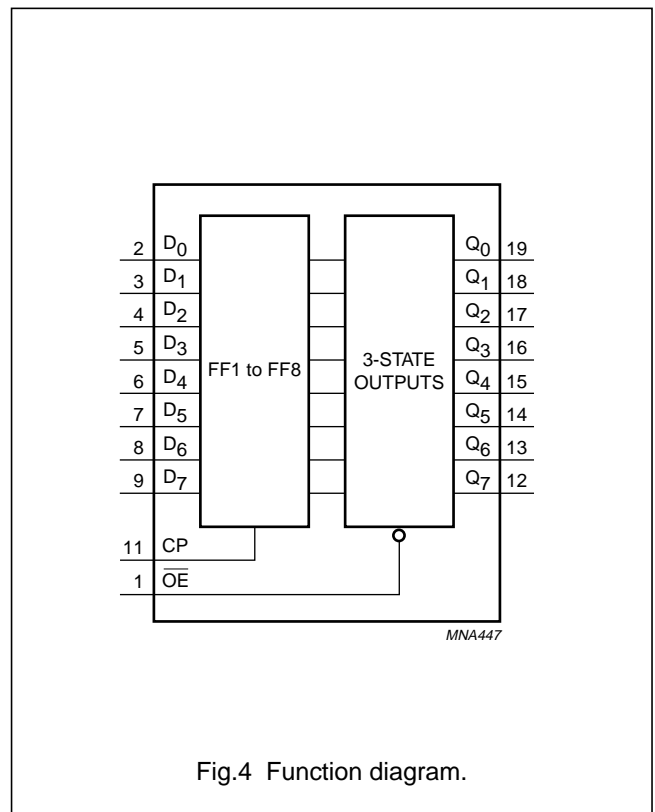 2 D0 Q0 19
3 D1 Q1 18
4 D2 Q2 17
5 D3 Q3 16
6 D4 Q4 15
7 D5 Q5 14
8 D6 Q6 13
9 D7 Q7 12
FF1 to FF8
3-STATE
OUTPUTS
11 CP
1 O̅E̅
MNA447
Fig.4 Function diagram.